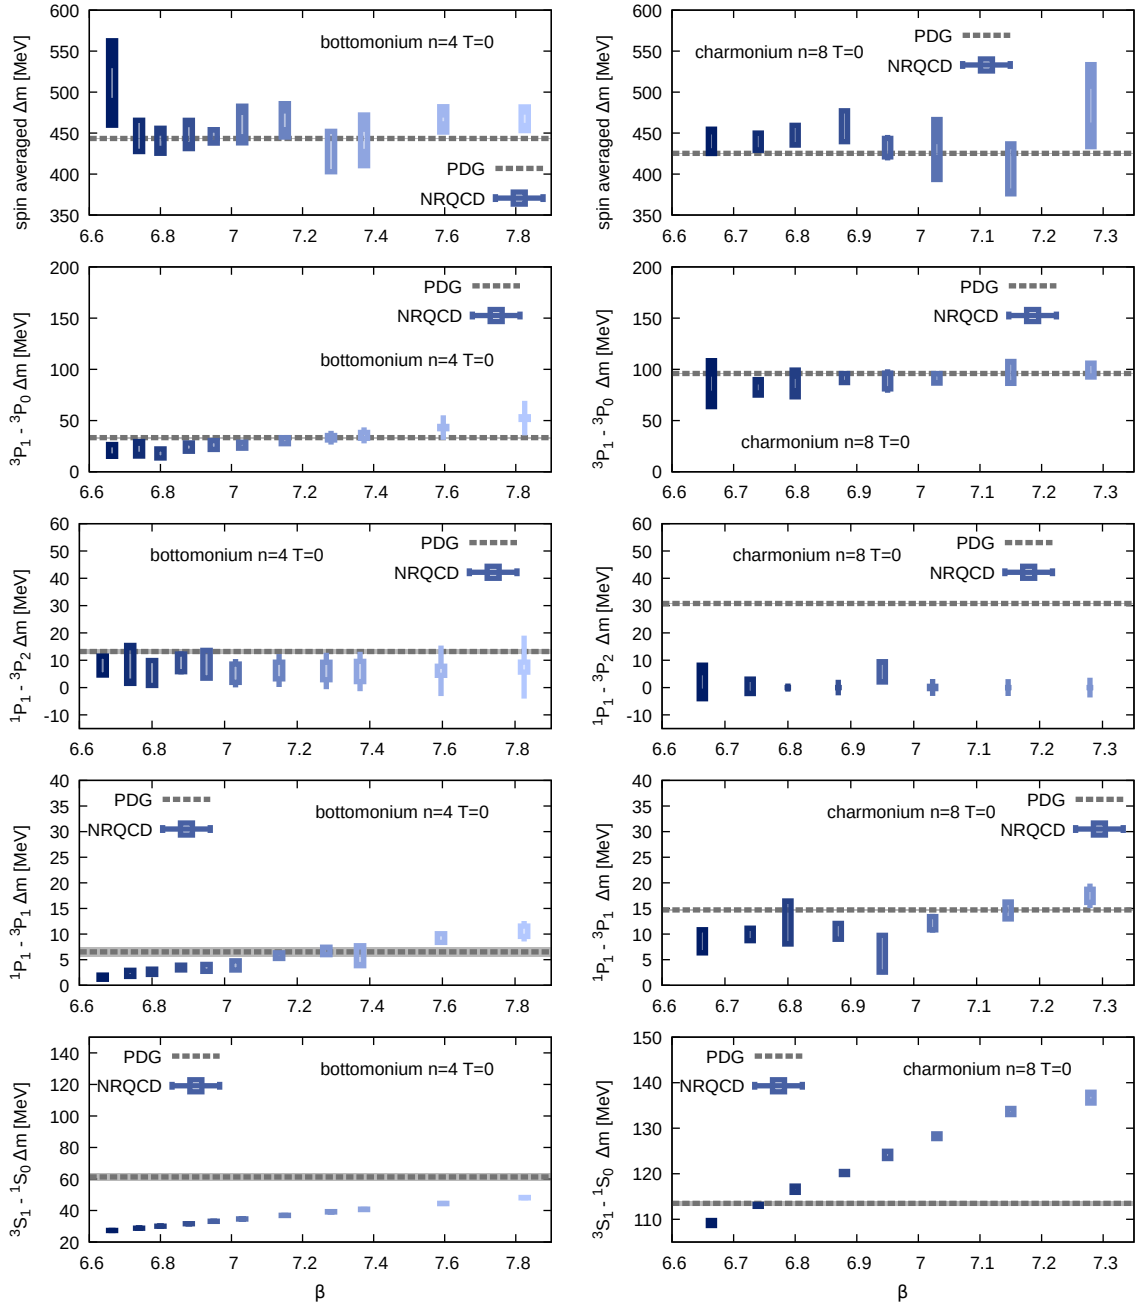 spin averaged Δm [MeV]
600
550
500
450
400
350
bottomonium n=4 T=0
PDG
NRQCD
6.6 6.8 7 7.2 7.4 7.6 7.8
spin averaged Δm [MeV]
600
550
500
450
400
350
charmonium n=8 T=0
PDG
NRQCD
6.6 6.7 6.8 6.9 7 7.1 7.2 7.3
³P₁ - ³P₀ Δm [MeV]
200
150
100
50
0
PDG
NRQCD
bottomonium n=4 T=0
6.6 6.8 7 7.2 7.4 7.6 7.8
³P₁ - ³P₀ Δm [MeV]
200
150
100
50
0
PDG
NRQCD
charmonium n=8 T=0
6.6 6.7 6.8 6.9 7 7.1 7.2 7.3
¹P₁ - ³P₂ Δm [MeV]
60
50
40
30
20
10
0
-10
bottomonium n=4 T=0
PDG
NRQCD
6.6 6.8 7 7.2 7.4 7.6 7.8
¹P₁ - ³P₂ Δm [MeV]
60
50
40
30
20
10
0
-10
charmonium n=8 T=0
PDG
NRQCD
6.6 6.7 6.8 6.9 7 7.1 7.2 7.3
¹P₁ - ³P₁ Δm [MeV]
40
35
30
25
20
15
10
5
0
PDG
NRQCD
bottomonium n=4 T=0
6.6 6.8 7 7.2 7.4 7.6 7.8
¹P₁ - ³P₁ Δm [MeV]
40
35
30
25
20
15
10
5
0
charmonium n=8 T=0
PDG
NRQCD
6.6 6.7 6.8 6.9 7 7.1 7.2 7.3
³S₁ - ¹S₀ Δm [MeV]
140
120
100
80
60
40
20
PDG
NRQCD
bottomonium n=4 T=0
6.6 6.8 7 7.2 7.4 7.6 7.8
β
³S₁ - ¹S₀ Δm [MeV]
150
140
130
120
110
PDG
NRQCD
charmonium n=8 T=0
6.6 6.7 6.8 6.9 7 7.1 7.2 7.3
β